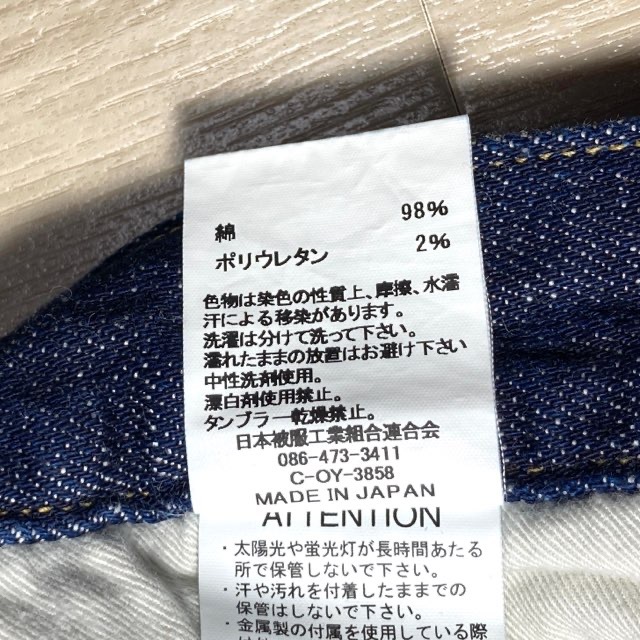 綿 98%
ポリウレタン 2%
色物は染色の性質上、摩擦、水濡
汗による移染があります。
洗濯は分けて洗って下さい。
濡れたままの放置はお避け下さい
中性洗剤使用。
漂白剤使用禁止。
タンブラー乾燥禁止。
日本被服工業組合連合会
086-473-3411
C-OY-3858
MADE IN JAPAN
ATTENTION
・太陽光や蛍光灯が長時間あたる
所で保管しないで下さい。
・汗や汚れを付着したままでの
保管はしないで下さい。
・金属製の付属を使用している際